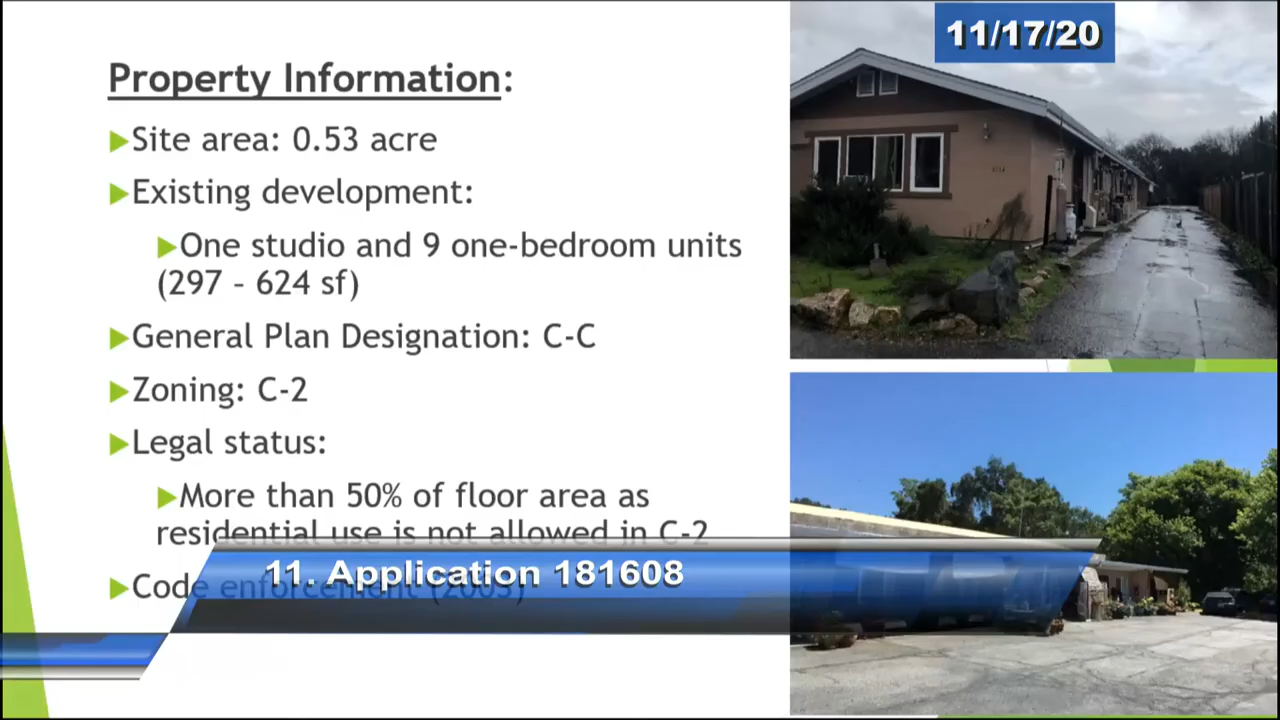 11/17/20
Property Information:
Site area: 0.53 acre
Existing development:
One studio and 9 one-bedroom units
(297 – 624 sf)
General Plan Designation: C-C
Zoning: C-2
Legal status:
More than 50% of floor area as
residential use is not allowed in C-2
Code enforcement (2005)
11. Application 181608